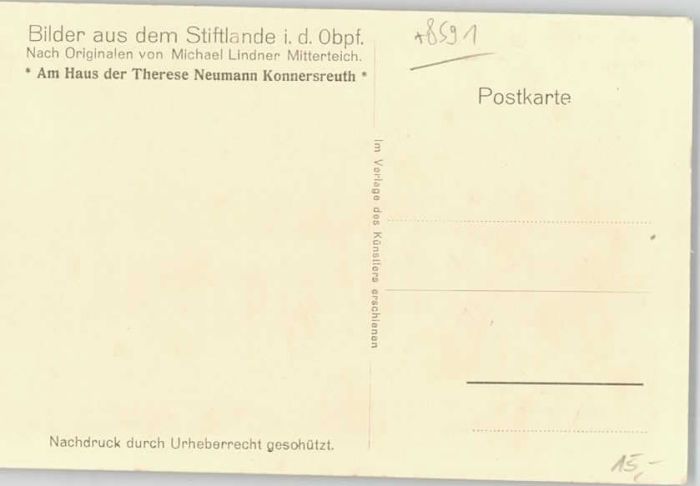 Bilder aus dem Stiftlande i. d. Obpf.
Nach Originalen von Michael Lindner Mitterteich.
* Am Haus der Therese Neumann Konnersreuth *
*8591
Postkarte
Im Verlage des Künstlers erschienen
Nachdruck durch Urheberrecht gesohützt.
15,-